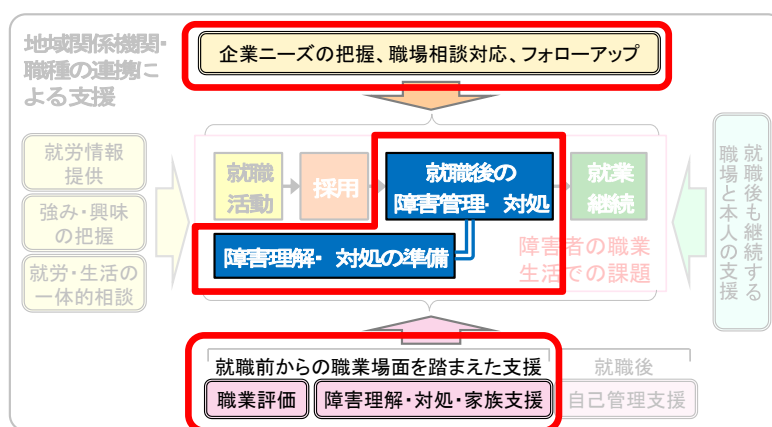 地域関係機関・
職種の連携に
よる支援
企業ニーズの把握、職場相談対応、フォローアップ
就労情報
提供
強み・興味
の把握
就労・生活の
一体的相談
就職
活動
採用
就職後の
障害管理・対処
就業
継続
障害理解・対処の準備
障害者の職業
生活での課題
就職後も継続する
職場と本人の支援
就職前からの職業場面を踏まえた支援
就職後
職業評価
障害理解・対処・家族支援
自己管理支援